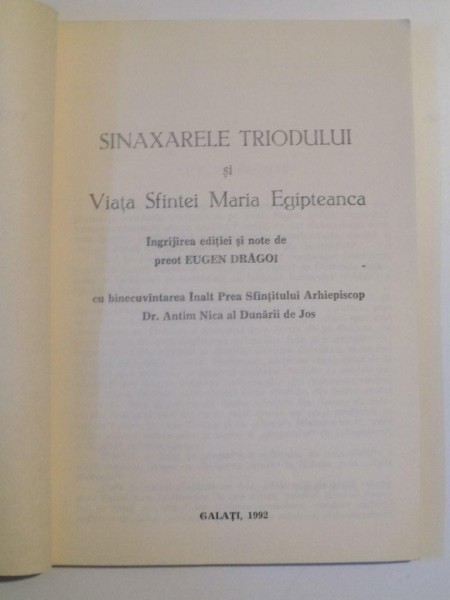 SINAXARELE TRIODULUI
și
Viața Sfintei Maria Egipteanca
Ingrijirea ediției și note de
preot EUGEN DRĂGOI
cu binecuvîntarea Înalt Prea Sfințitului Arhiepiscop
Dr. Antim Nica al Dunării de Jos
GALAȚI, 1992